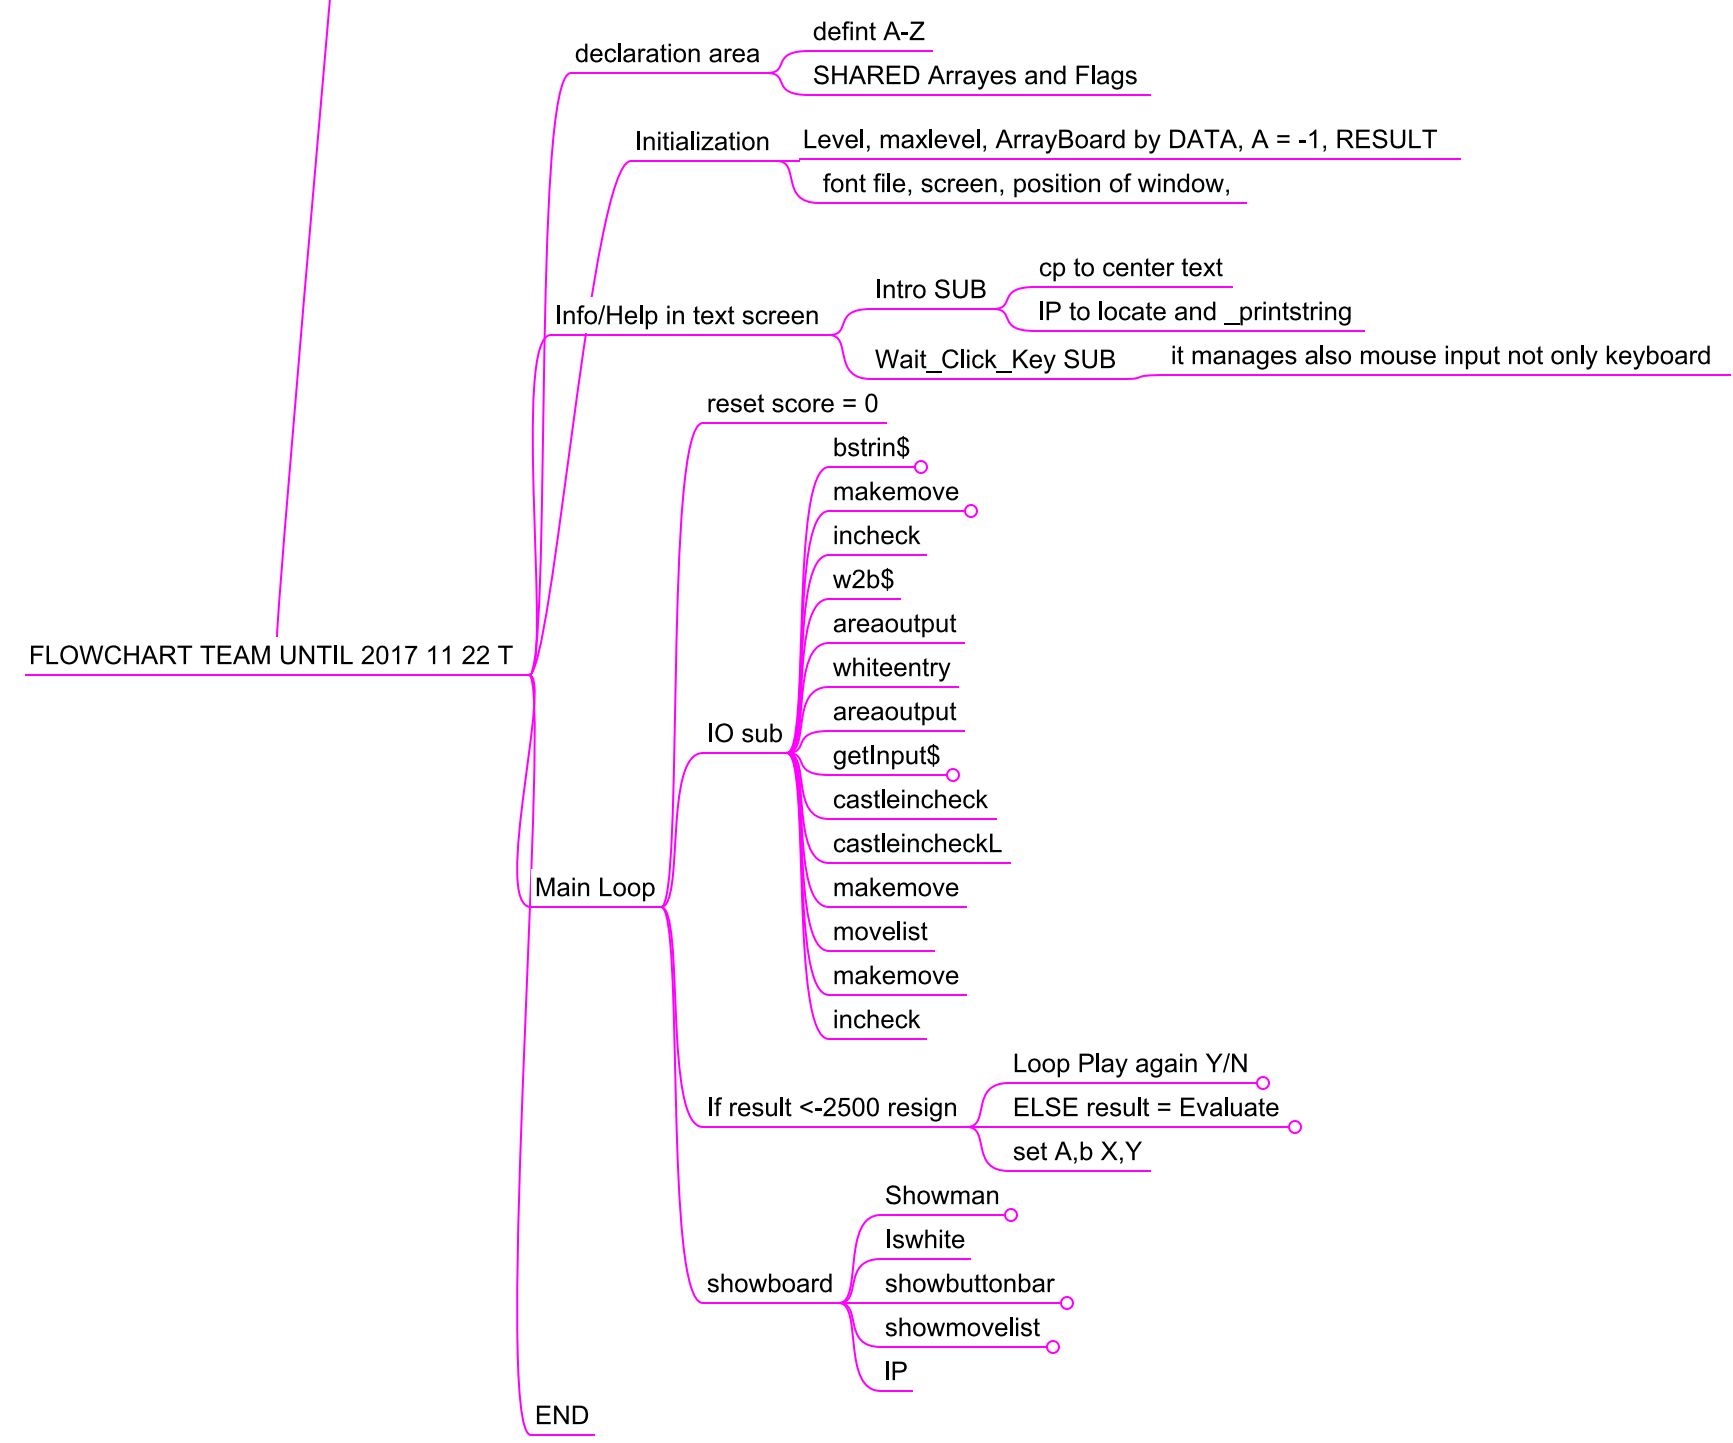 defint A-Z
declaration area
SHARED Arrayes and Flags
Initialization
Level, maxlevel, ArrayBoard by DATA, A = -1, RESULT
font file, screen, position of window,
cp to center text
Intro SUB
IP to locate and _printstring
Info/Help in text screen
Wait_Click_Key SUB
it manages also mouse input not only keyboard
reset score = 0
bstrin$
makemove
incheck
w2b$
areaoutput
FLOWCHART TEAM UNTIL 2017 11 22 T
whiteentry
areaoutput
IO sub
getInput$
castleincheck
castleincheckL
Main Loop
makemove
movelist
makemove
incheck
Loop Play again Y/N
If result <-2500 resign
ELSE result = Evaluate
set A,b X,Y
Showman
Iswhite
showboard
showbuttonbar
showmovelist
IP
END